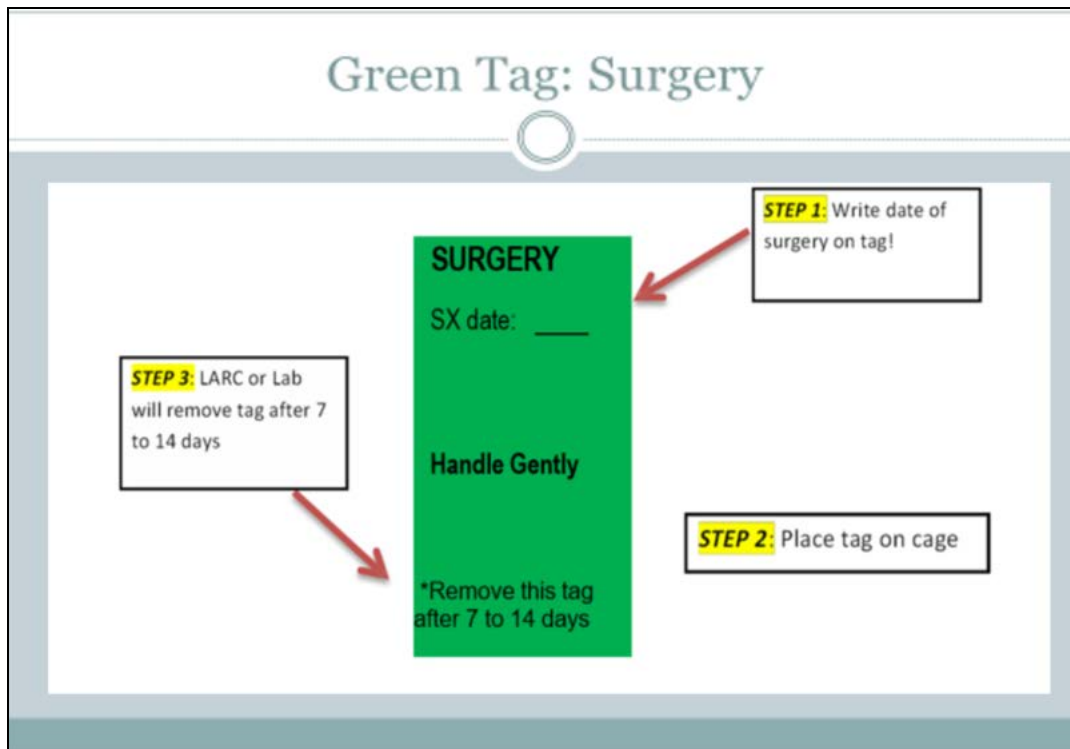 Green Tag: Surgery
STEP 1: Write date of
surgery on tag!
SURGERY
SX date: ____
STEP 3: LARC or Lab
will remove tag after 7
to 14 days
Handle Gently
STEP 2: Place tag on cage
*Remove this tag
after 7 to 14 days